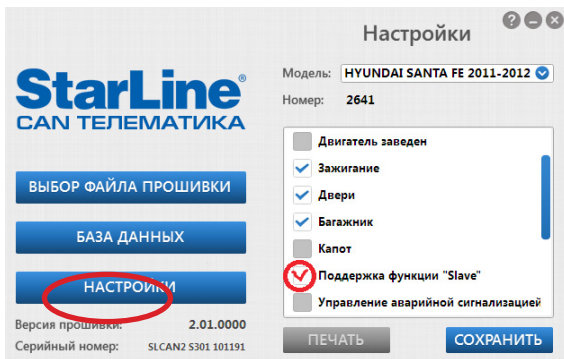 StarLine®
CAN ТЕЛЕМАТИКА
ВЫБОР ФАЙЛА ПРОШИВКИ
БАЗА ДАННЫХ
НАСТРОЙКИ
Версия прошивки: 2.01.0000
Серийный номер: SLCAN2 S301 101191
Настройки
Модель: HYUNDAI SANTA FE 2011-2012
Номер: 2641
Двигатель заведен
Зажигание
Двери
Багажник
Капот
Поддержка функции "Slave"
Управление аварийной сигнализацией
ПЕЧАТЬ
СОХРАНИТЬ